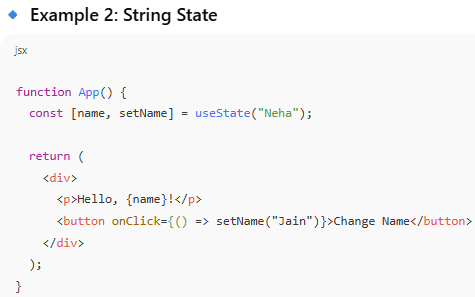 Example 2: String State
jsx
function App() {
  const [name, setName] = useState("Neha");
  return (
    <div>
      <p>Hello, {name}!</p>
      <button onClick={() => setName("Jain")}>Change Name</button>
    </div>
  );
}